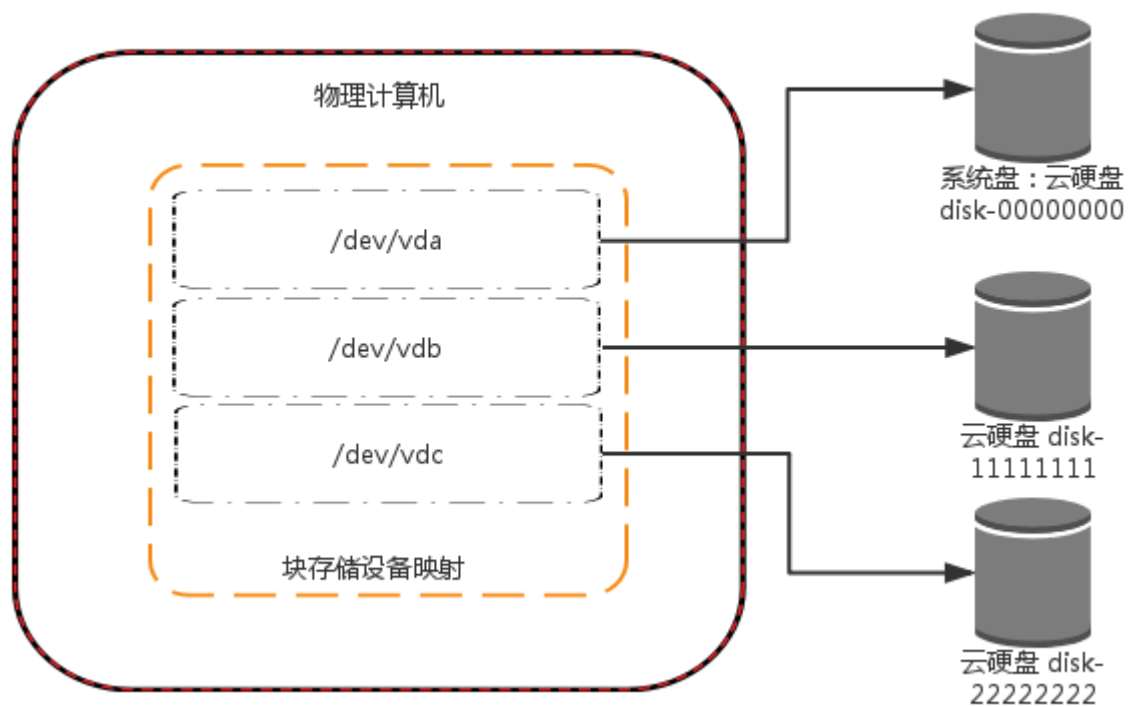 物理计算机
/dev/vda
/dev/vdb
/dev/vdc
块存储设备映射
系统盘：云硬盘
disk-00000000
云硬盘 disk-
11111111
云硬盘 disk-
22222222